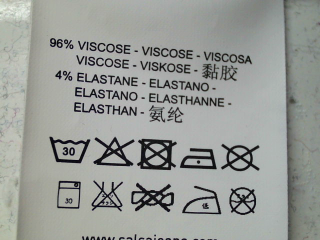 96% VISCOSE - VISCOSE - VISCOSA
VISCOSE - VISKOSE - 黏胶
4% ELASTANE - ELASTANO -
ELASTANO - ELASTHANNE -
ELASTHAN - 氨纶
30
30